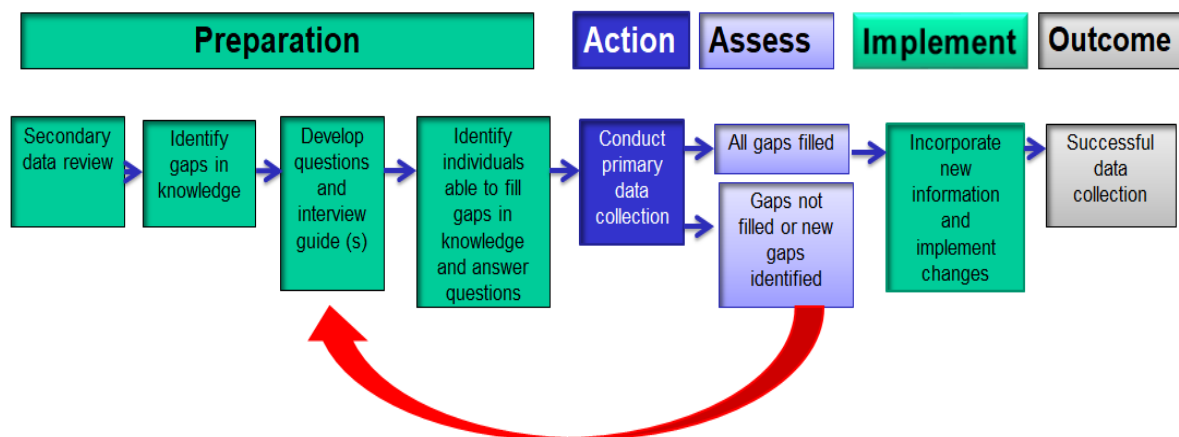 Preparation
Action
Assess
Implement
Outcome
Secondary
data review
Identify
gaps in
knowledge
Develop
questions
and
interview
guide (s)
Identify
individuals
able to fill
gaps in
knowledge
and answer
questions
Conduct
primary
data
collection
All gaps filled
Gaps not
filled or new
gaps
identified
Incorporate
new
information
and
implement
changes
Successful
data
collection